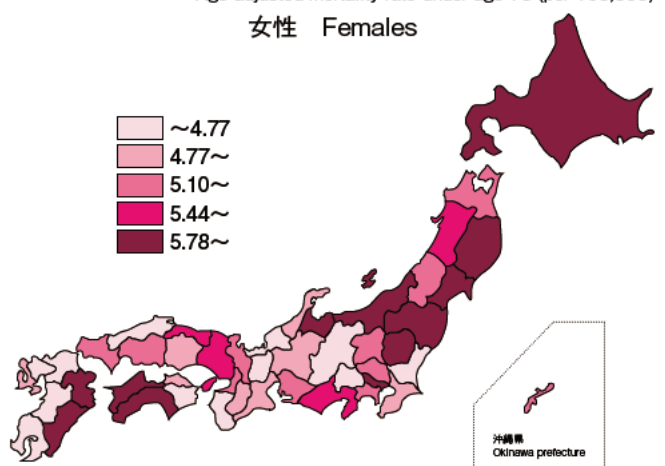 女性 Females
～4.77
4.77～
5.10～
5.44～
5.78～
沖縄県
Okinawa prefecture